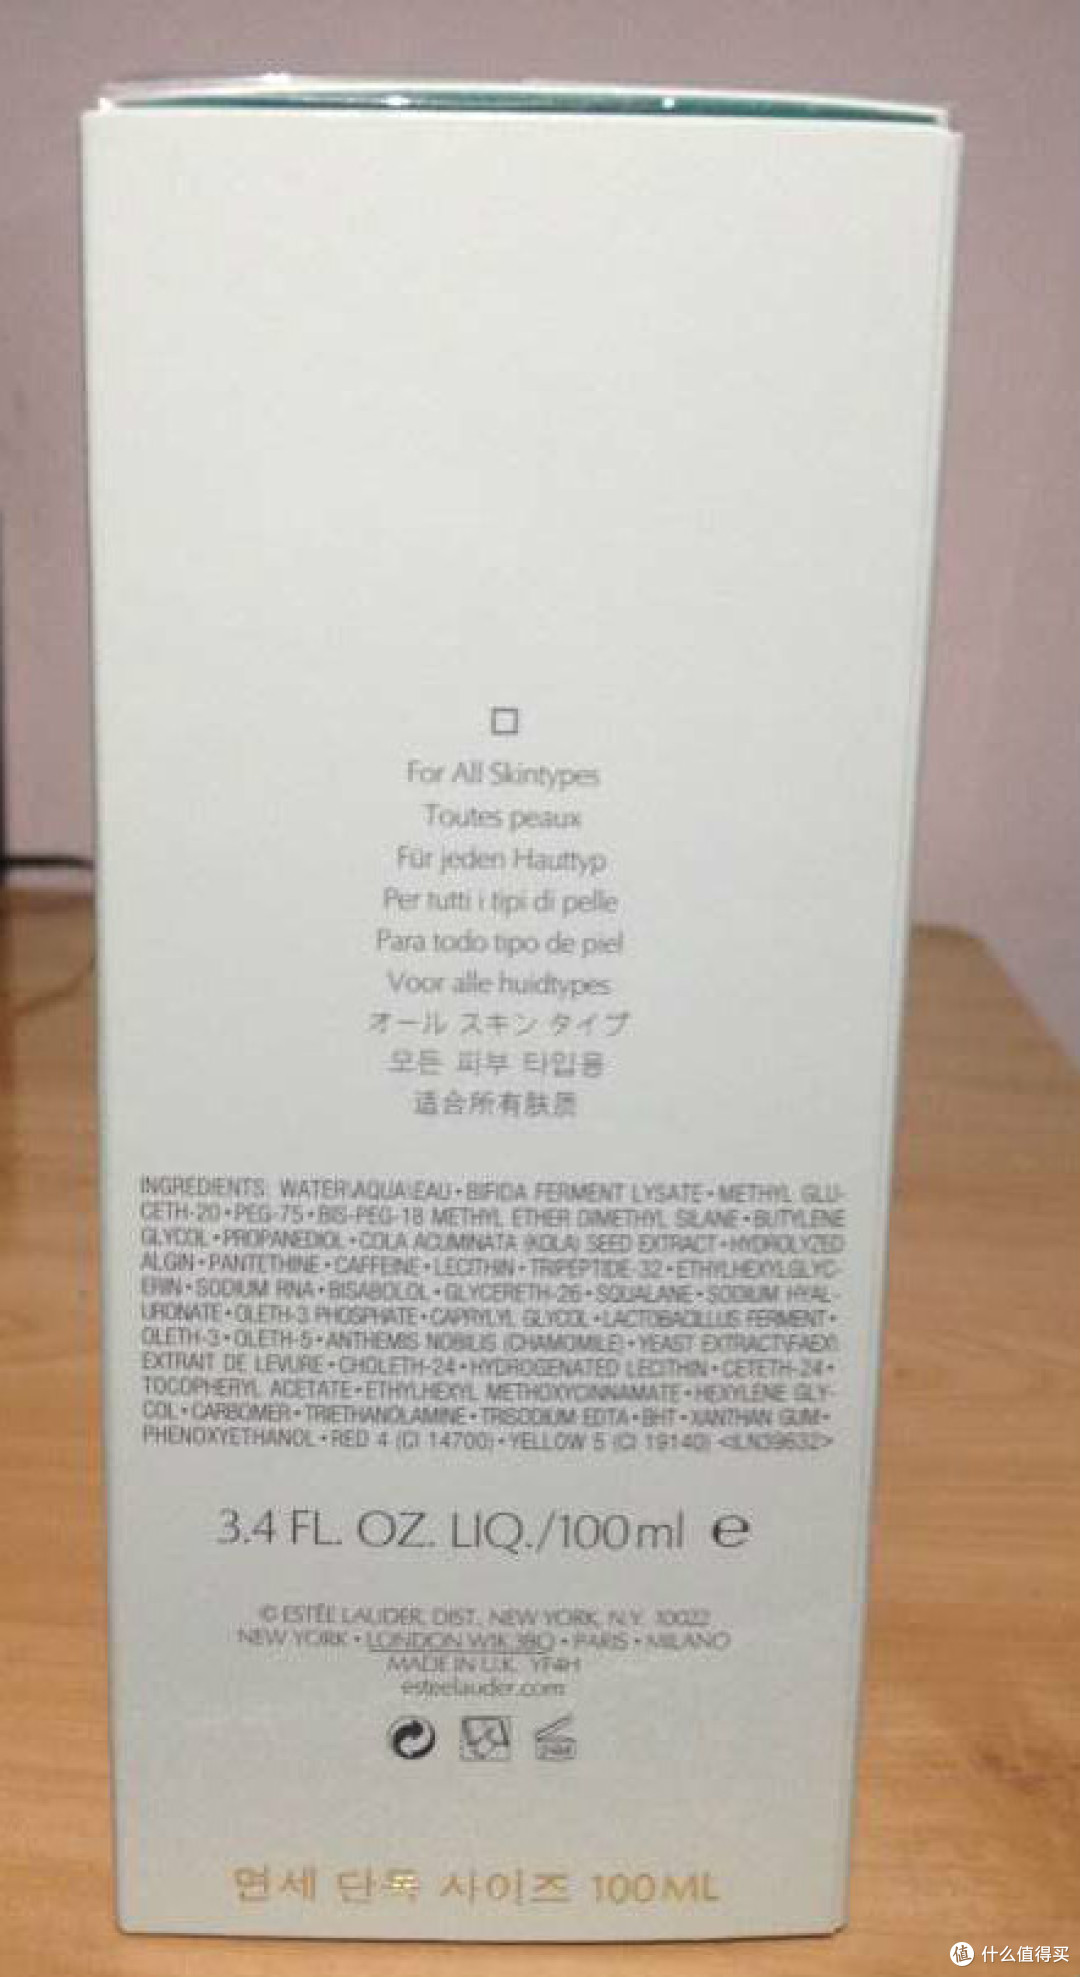 For All Skintypes
Toutes peaux
Für jeden Hauttyp
Per tutti i tipi di pelle
Para todo tipo de piel
Voor alle huidtypes
オール スキン タイプ
모든 피부 타입용
适合所有肤质
INGREDIENTS: WATER\AQUA\EAU • BIFIDA FERMENT LYSATE • METHYL GLU-
CETH-20 • PEG-75 • BIS-PEG-18 METHYL ETHER DIMETHYL SILANE • BUTYLENE
GLYCOL • PROPANEDIOL • COLA ACUMINATA (KOLA) SEED EXTRACT • HYDROLYZED
ALGIN • PANTETHINE • CAFFEINE • LECITHIN • TRIPEPTIDE-32 • ETHYLHEXYLGLYC-
ERIN • SODIUM RNA • BISABOLOL • GLYCERETH-26 • SQUALANE • SODIUM HYAL-
URONATE • OLETH-3 PHOSPHATE • CAPRYLYL GLYCOL • LACTOBACILLUS FERMENT •
OLETH-3 • OLETH-5 • ANTHEMIS NOBILIS (CHAMOMILE) • YEAST EXTRACT\FAEX\
EXTRAIT DE LEVURE • CHOLETH-24 • HYDROGENATED LECITHIN • CETETH-24 •
TOCOPHERYL ACETATE • ETHYLHEXYL METHOXYCINNAMATE • HEXYLENE GLY-
COL • CARBOMER • TRIETHANOLAMINE • TRISODIUM EDTA • BHT • XANTHAN GUM •
PHENOXYETHANOL • RED 4 (CI 14700) • YELLOW 5 (CI 19140) <ILN39632>
3.4 FL. OZ. LIQ./100ml ℮
© ESTĒE LAUDER, DIST., NEW YORK, N.Y. 10022
NEW YORK • LONDON W1K 3BQ • PARIS • MILANO
MADE IN U.K. YF4H
esteelauder.com
24M
면세 단독 사이즈 100ML
值 什么值得买